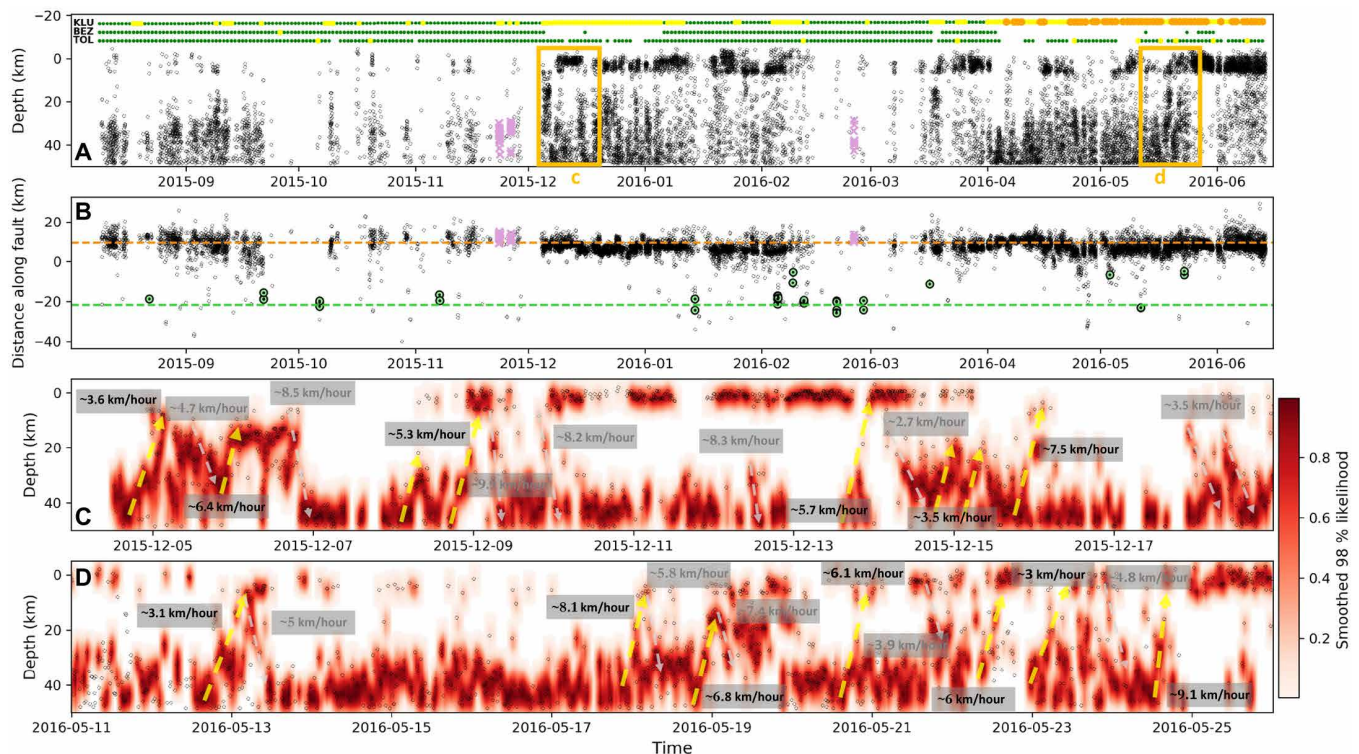 −20
KLU
BEZ
TOL
0
20
40
Depth (km)
A
c
d
2015-09
2015-10
2015-11
2015-12
2016-01
2016-02
2016-03
2016-04
2016-05
2016-06
B
20
0
−20
−40
Distance along fault (km)
2015-09
2015-10
2015-11
2015-12
2016-01
2016-02
2016-03
2016-04
2016-05
2016-06
0
20
40
Depth (km)
C
~3.6 km/hour
~4.7 km/hour
~8.5 km/hour
~6.4 km/hour
~5.3 km/hour
~8.2 km/hour
~8.3 km/hour
~5.7 km/hour
~2.7 km/hour
~3.5 km/hour
~7.5 km/hour
~3.5 km/hour
2015-12-05
2015-12-07
2015-12-09
2015-12-11
2015-12-13
2015-12-15
2015-12-17
D
0
20
40
Depth (km)
~3.1 km/hour
~5 km/hour
~8.1 km/hour
~5.8 km/hour
~7.4 km/hour
~6.8 km/hour
~6.1 km/hour
~3.9 km/hour
~6 km/hour
~3 km/hour
~4.8 km/hour
~9.1 km/hour
2016-05-11
2016-05-13
2016-05-15
2016-05-17
2016-05-19
2016-05-21
2016-05-23
2016-05-25
Time
0.8
0.6
0.4
0.2
Smoothed 98 % likelihood